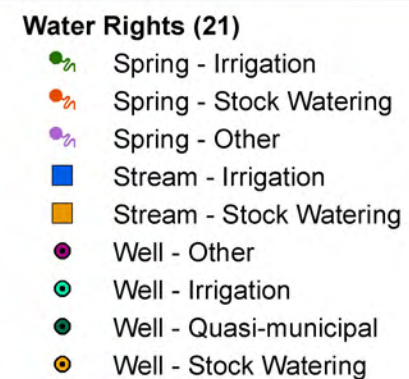 Water Rights (21)
Spring - Irrigation
Spring - Stock Watering
Spring - Other
Stream - Irrigation
Stream - Stock Watering
Well - Other
Well - Irrigation
Well - Quasi-municipal
Well - Stock Watering